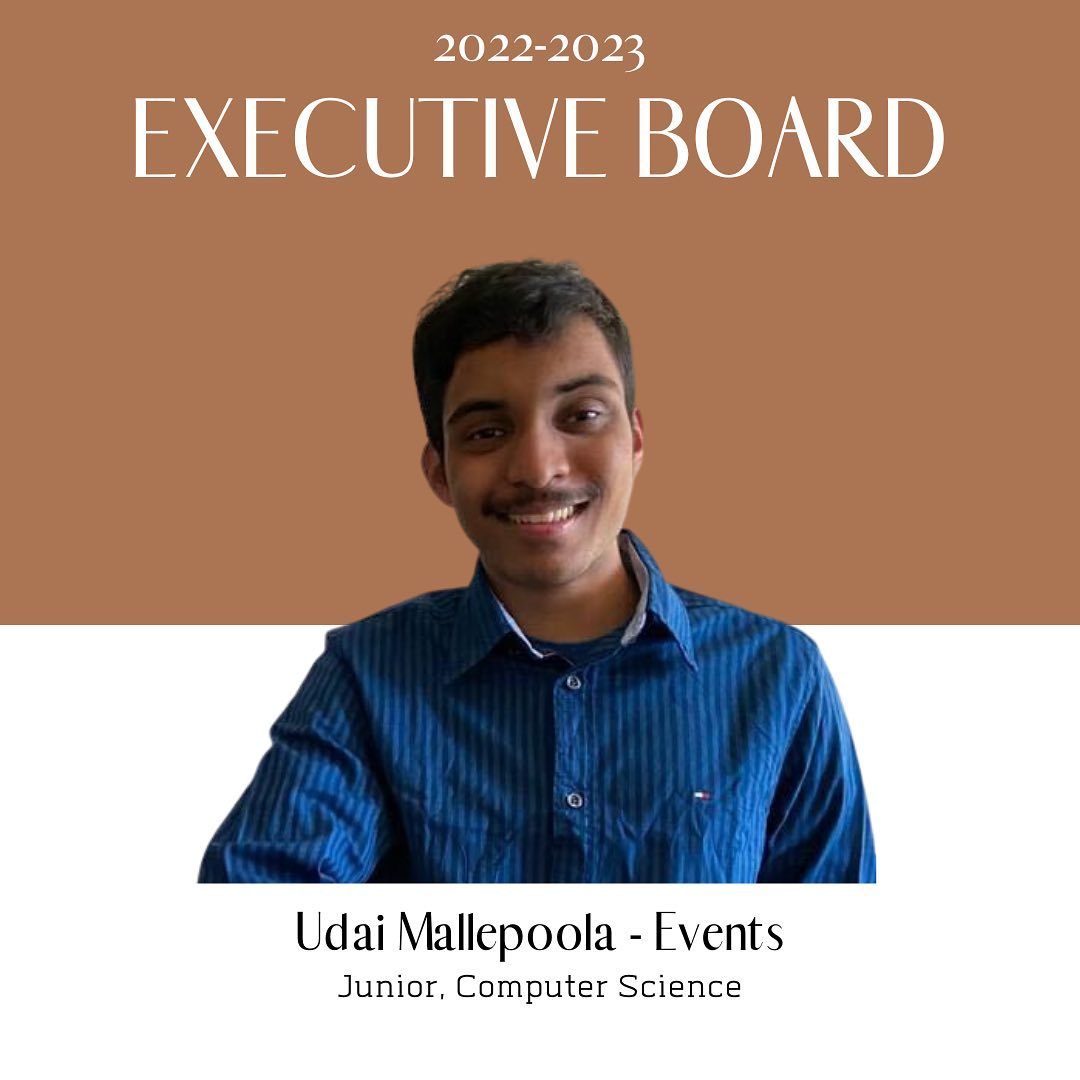 2022-2023
EXECUTIVE BOARD
Udai Mallepoola - Events
Junior, Computer Science